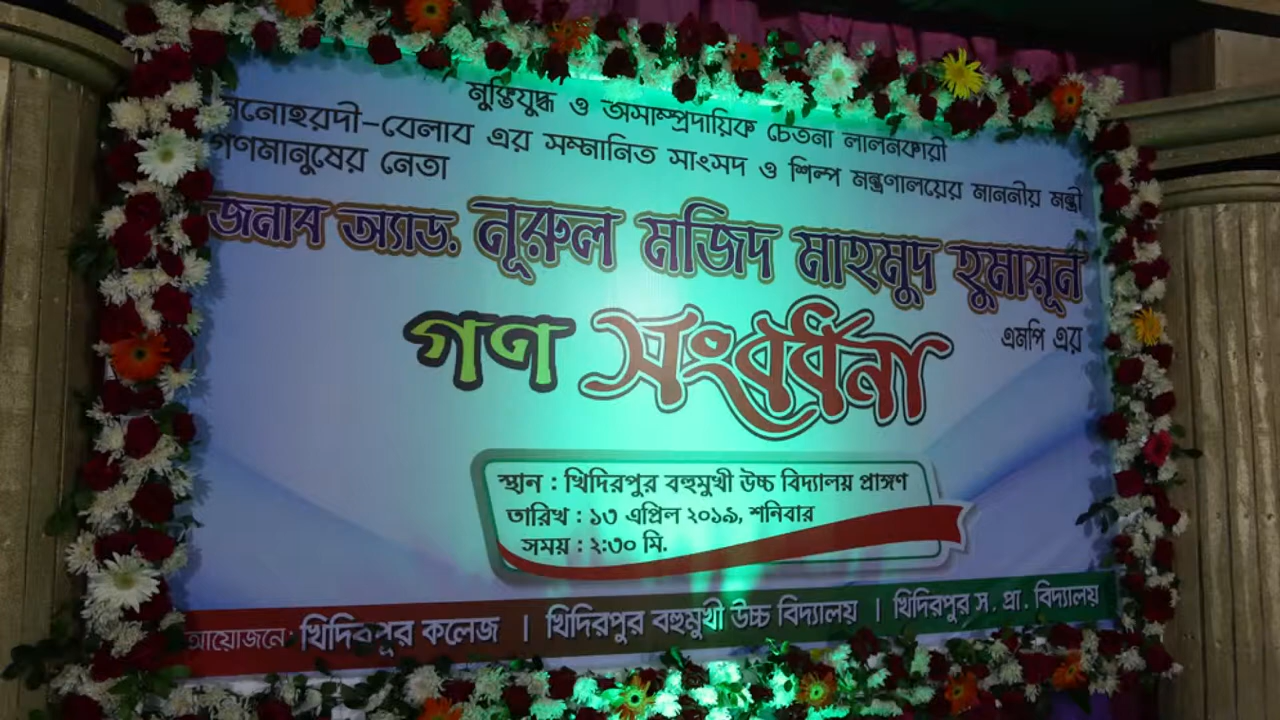 মুক্তিযুদ্ধ ও অসাম্প্রদায়িক চেতনা লালনকারী
মনোহরদী-বেলাব এর সম্মানিত সাংসদ ও শিল্প মন্ত্রণালয়ের মাননীয় মন্ত্রী
গণমানুষের নেতা
জনাব অ্যাড. নূরুল মজিদ মাহমুদ হুমায়ূন
এমপি এর
গণ সংবর্ধনা
স্থান : খিদিরপুর বহুমুখী উচ্চ বিদ্যালয় প্রাঙ্গণ
তারিখ : ১৩ এপ্রিল ২০১৯, শনিবার
সময় : ২:৩০ মি.
আয়োজনে: খিদিরপুর কলেজ | খিদিরপুর বহুমুখী উচ্চ বিদ্যালয় | খিদিরপুর স. প্রা. বিদ্যালয়